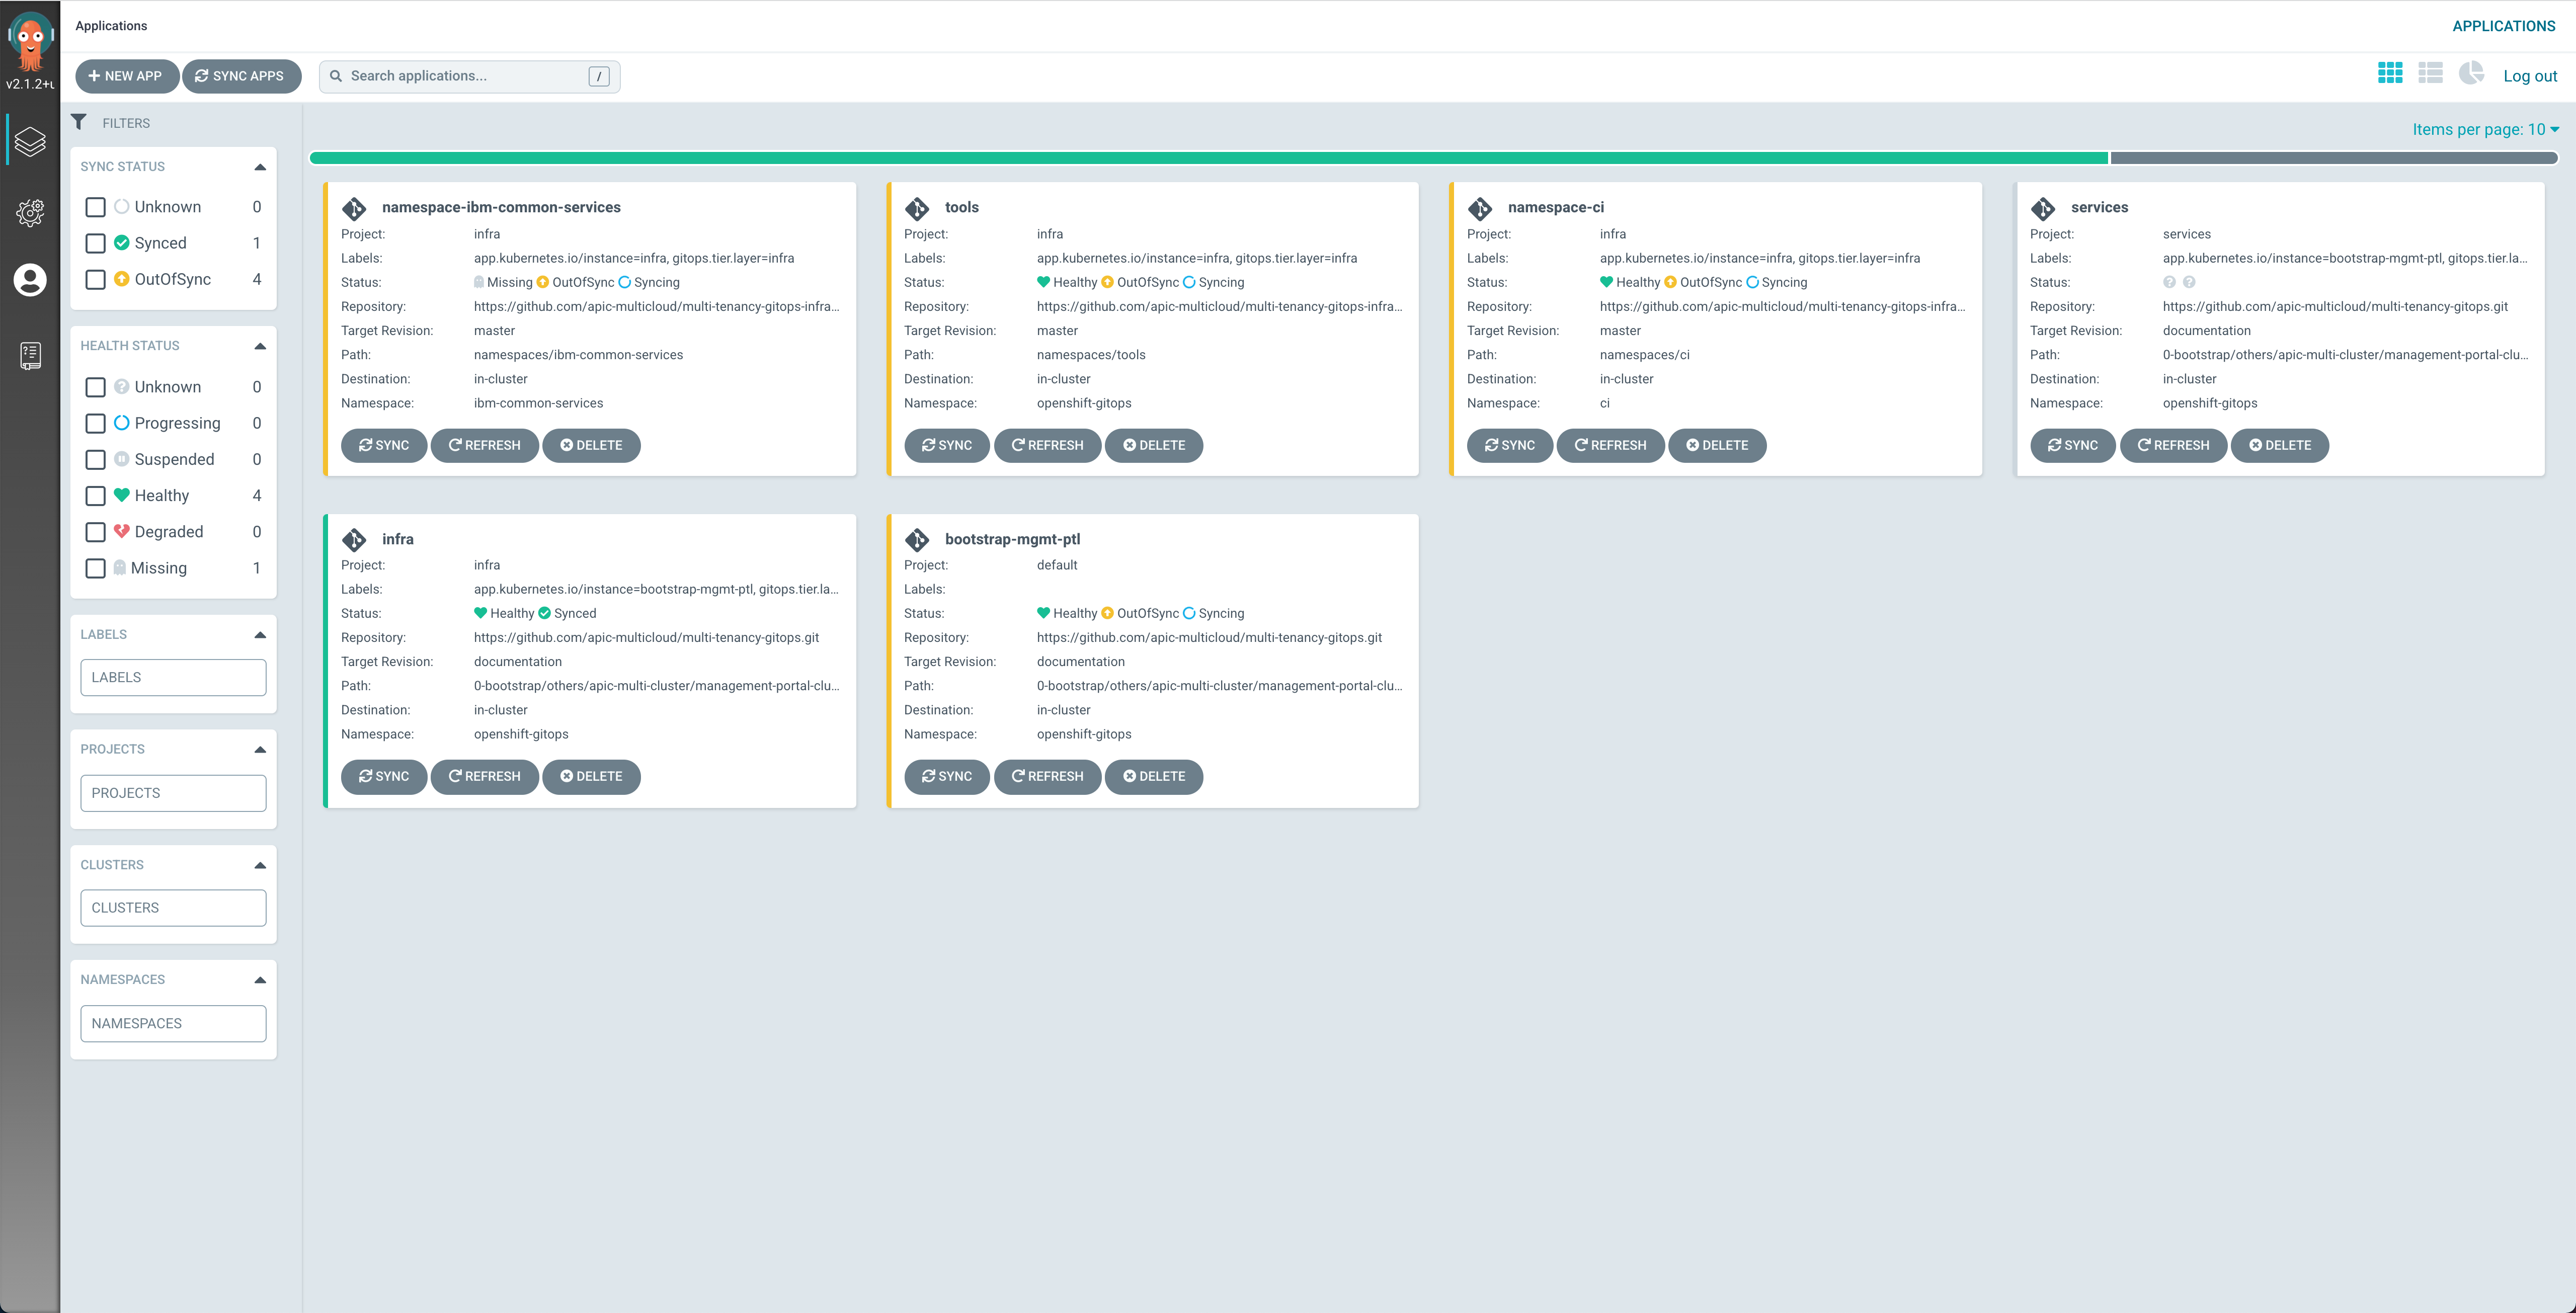 Applications
APPLICATIONS
v2.1.2+
NEW APP
SYNC APPS
Search applications...
/
Log out
FILTERS
Items per page: 10
SYNC STATUS
Unknown 0
Synced 1
OutOfSync 4
HEALTH STATUS
Unknown 0
Progressing 0
Suspended 0
Healthy 4
Degraded 0
Missing 1
LABELS
LABELS
PROJECTS
PROJECTS
CLUSTERS
CLUSTERS
NAMESPACES
NAMESPACES
namespace-ibm-common-services
Project: infra
Labels: app.kubernetes.io/instance=infra, gitops.tier.layer=infra
Status: Missing OutOfSync Syncing
Repository: https://github.com/apic-multicloud/multi-tenancy-gitops-infra...
Target Revision: master
Path: namespaces/ibm-common-services
Destination: in-cluster
Namespace: ibm-common-services
SYNC REFRESH DELETE
tools
Project: infra
Labels: app.kubernetes.io/instance=infra, gitops.tier.layer=infra
Status: Healthy OutOfSync Syncing
Repository: https://github.com/apic-multicloud/multi-tenancy-gitops-infra...
Target Revision: master
Path: namespaces/tools
Destination: in-cluster
Namespace: openshift-gitops
SYNC REFRESH DELETE
namespace-ci
Project: infra
Labels: app.kubernetes.io/instance=infra, gitops.tier.layer=infra
Status: Healthy OutOfSync Syncing
Repository: https://github.com/apic-multicloud/multi-tenancy-gitops-infra...
Target Revision: master
Path: namespaces/ci
Destination: in-cluster
Namespace: ci
SYNC REFRESH DELETE
services
Project: services
Labels: app.kubernetes.io/instance=bootstrap-mgmt-ptl, gitops.tier.la...
Status:
Repository: https://github.com/apic-multicloud/multi-tenancy-gitops.git
Target Revision: documentation
Path: 0-bootstrap/others/apic-multi-cluster/management-portal-clu...
Destination: in-cluster
Namespace: openshift-gitops
SYNC REFRESH DELETE
infra
Project: infra
Labels: app.kubernetes.io/instance=bootstrap-mgmt-ptl, gitops.tier.la...
Status: Healthy Synced
Repository: https://github.com/apic-multicloud/multi-tenancy-gitops.git
Target Revision: documentation
Path: 0-bootstrap/others/apic-multi-cluster/management-portal-clu...
Destination: in-cluster
Namespace: openshift-gitops
SYNC REFRESH DELETE
bootstrap-mgmt-ptl
Project: default
Labels:
Status: Healthy OutOfSync Syncing
Repository: https://github.com/apic-multicloud/multi-tenancy-gitops.git
Target Revision: documentation
Path: 0-bootstrap/others/apic-multi-cluster/management-portal-clu...
Destination: in-cluster
Namespace: openshift-gitops
SYNC REFRESH DELETE